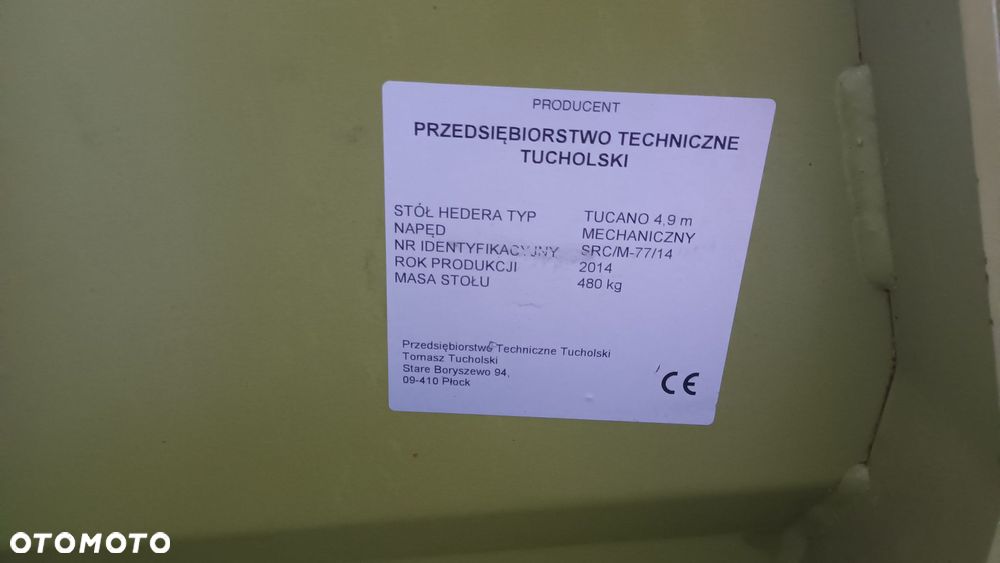 PRODUCENT
PRZEDSIĘBIORSTWO TECHNICZNE
TUCHOLSKI
STÓŁ HEDERA TYP TUCANO 4,9 m
NAPĘD MECHANICZNY
NR IDENTYFIKACYJNY SRC/M-77/14
ROK PRODUKCJI 2014
MASA STOŁU 480 kg
Przedsiębiorstwo Techniczne Tucholski
Tomasz Tucholski
Stare Boryszewo 94,
09-410 Płock
CE
OTOMOTO